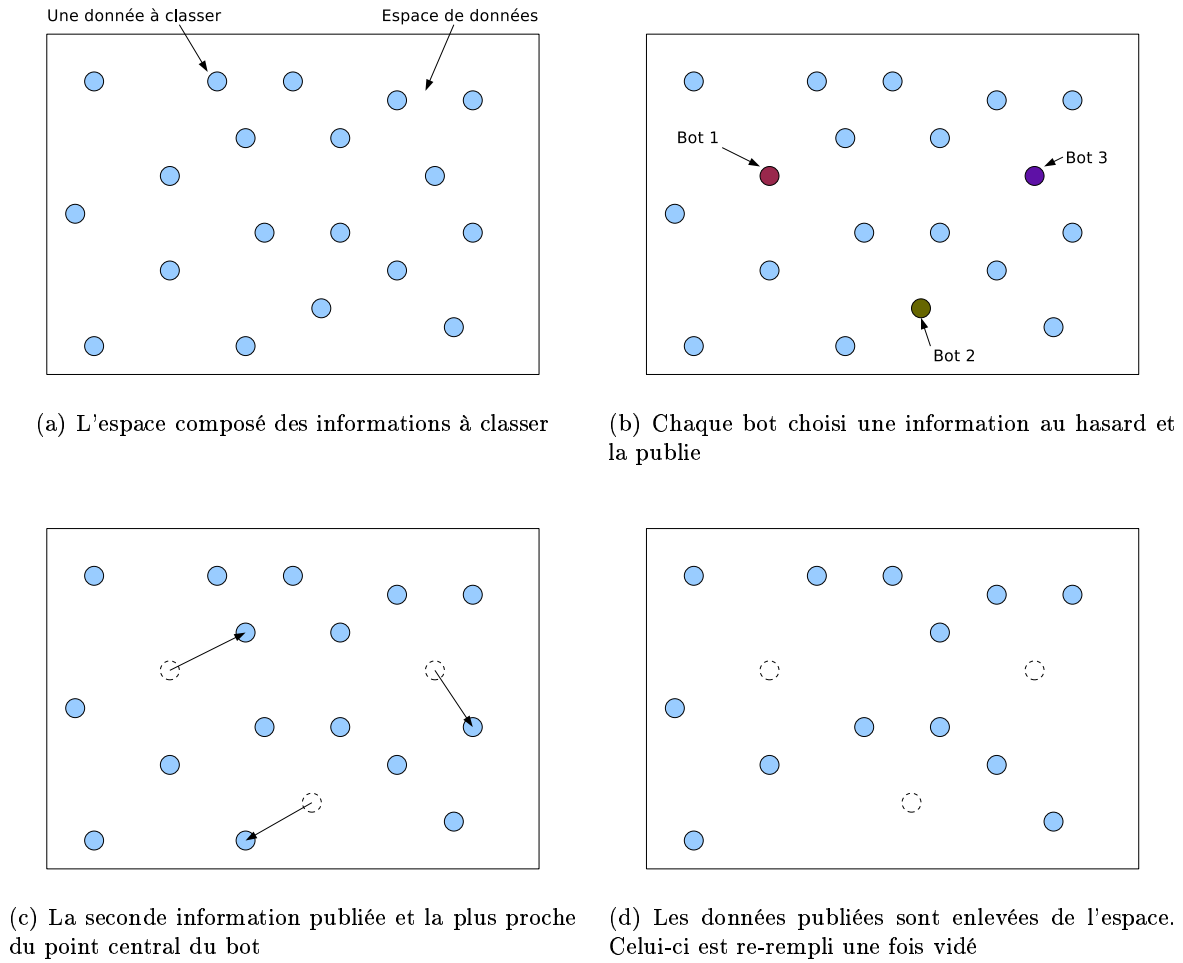 Une donnée à classer
Espace de données
(a) L'espace composé des informations à classer
Bot 1
Bot 3
Bot 2
(b) Chaque bot choisi une information au hasard et
la publie
(c) La seconde information publiée et la plus proche
du point central du bot
(d) Les données publiées sont enlevées de l'espace.
Celui-ci est re-rempli une fois vidé